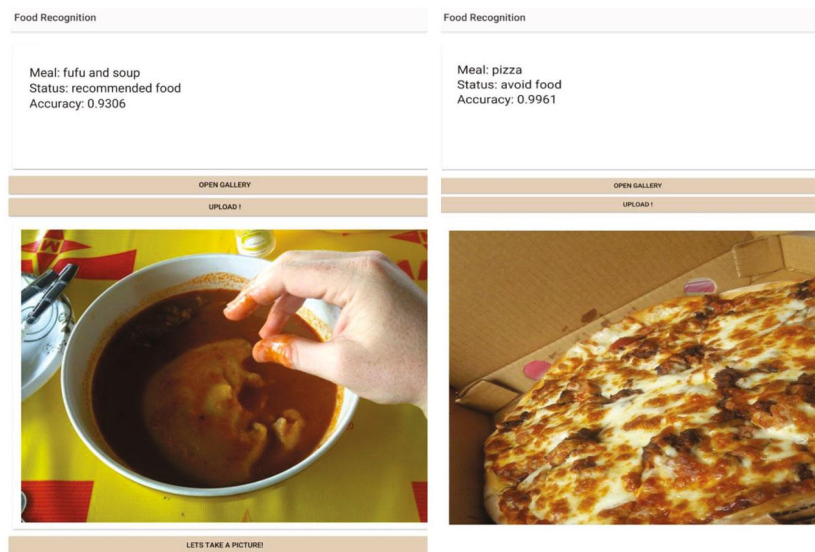 Food Recognition
Meal: fufu and soup
Status: recommended food
Accuracy: 0.9306
OPEN GALLERY
UPLOAD !
LETS TAKE A PICTURE!
Food Recognition
Meal: pizza
Status: avoid food
Accuracy: 0.9961
OPEN GALLERY
UPLOAD !